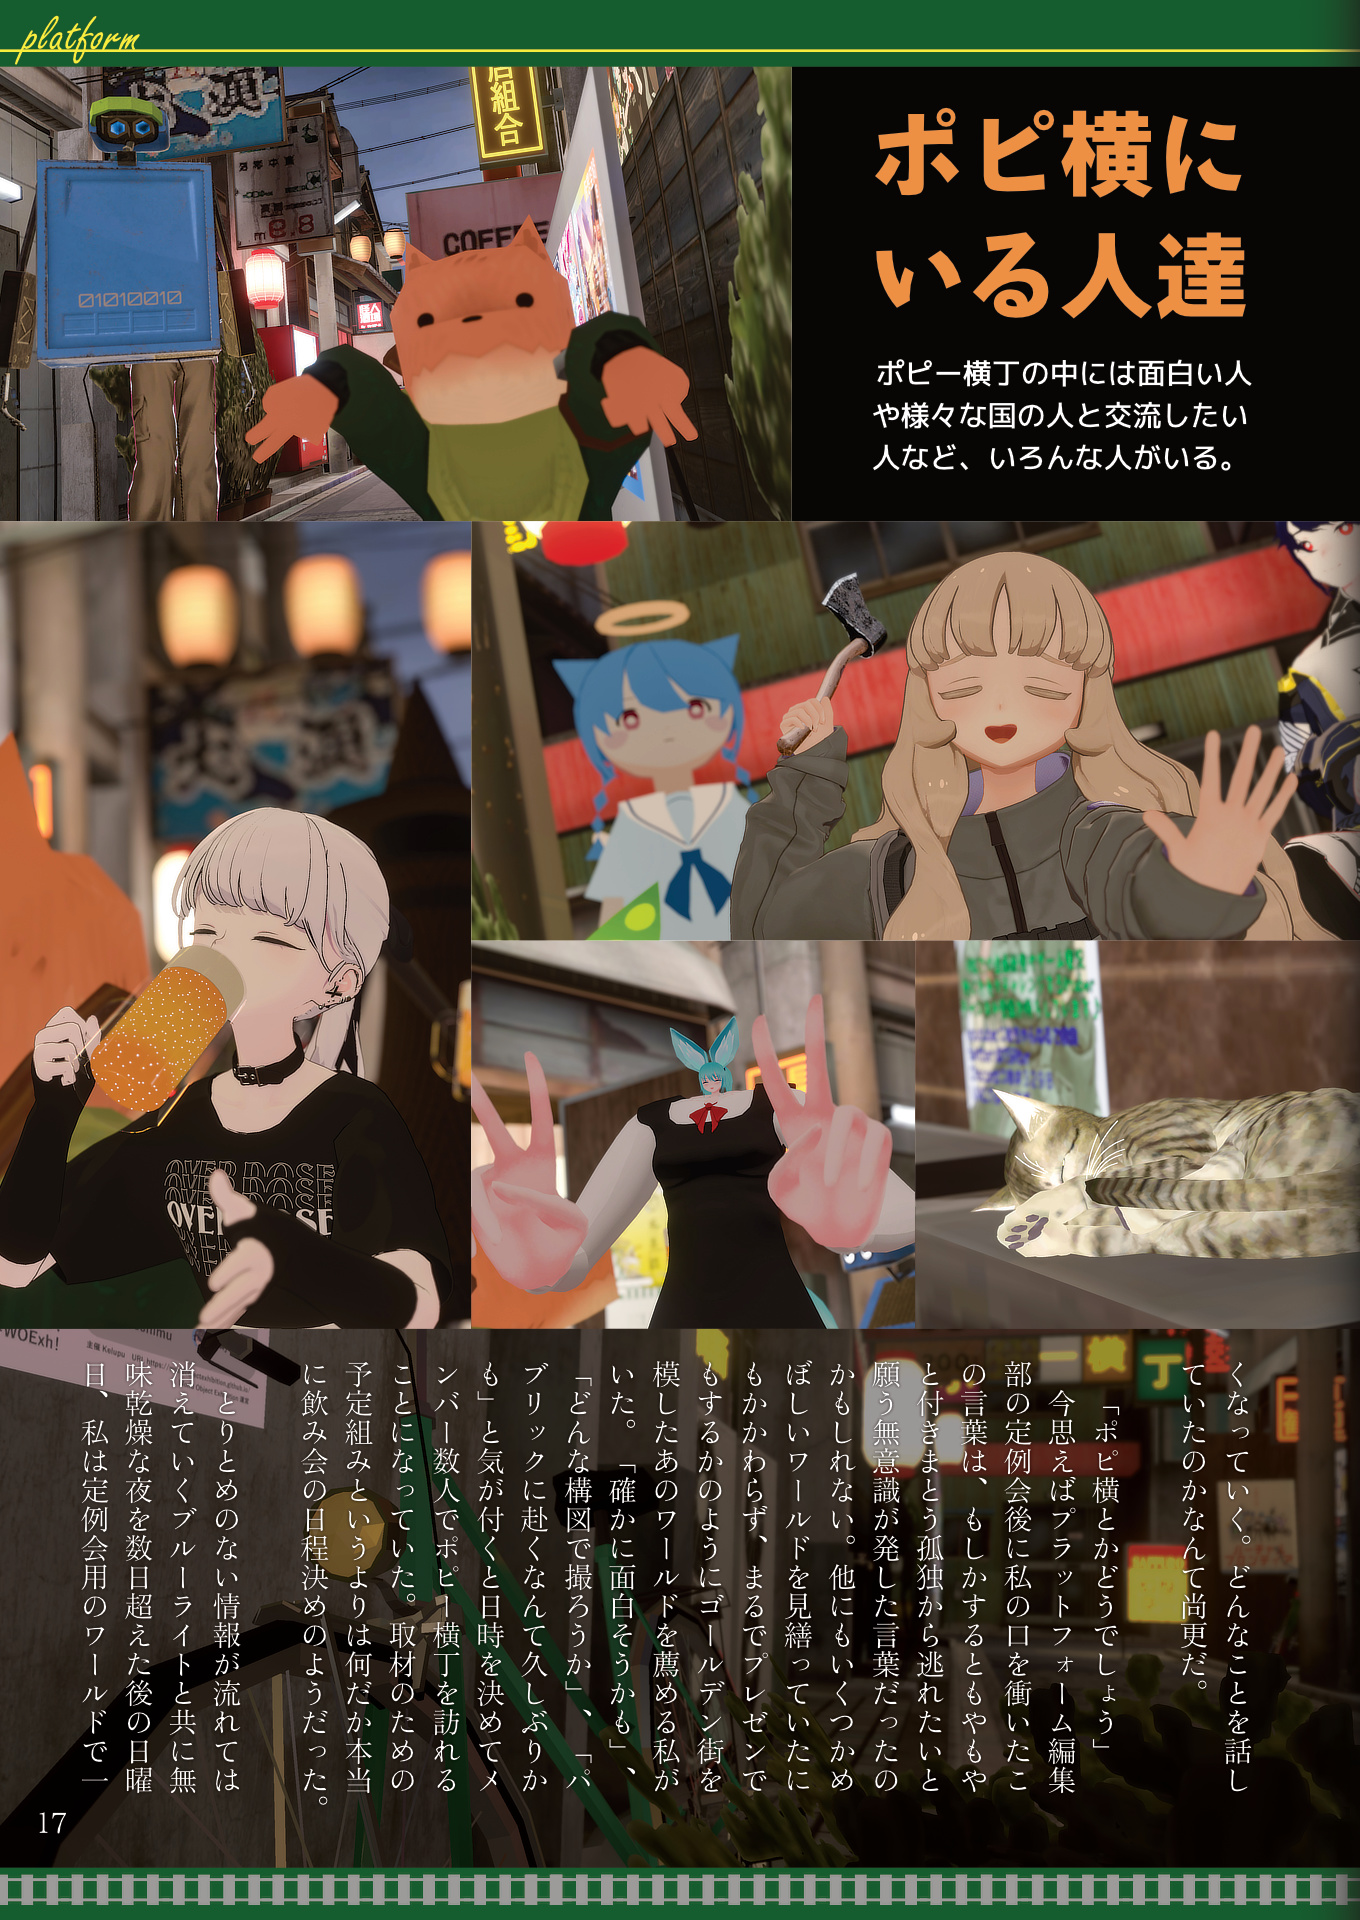 platform
店組合
COFFEE
8.8
01010010
ポピ横に
いる人達
ポピー横丁の中には面白い人
や様々な国の人と交流したい
人など、いろんな人がいる。
OVERDOSE
くなっていく。どんなことを話し
ていたのかなんて尚更だ。
「ポピ横とかどうでしょう」
今思えばプラットフォーム編集
部の定例会後に私の口を衝いたこ
の言葉は、もしかするともやもや
と付きまとう孤独から逃れたいと
願う無意識が発した言葉だったの
かもしれない。他にもいくつかめ
ぼしいワールドを見繕っていたに
もかかわらず、まるでプレゼンで
もするかのようにゴールデン街を
模したあのワールドを薦める私が
いた。「確かに面白そうかも」、
「どんな構図で撮ろうか」、「パ
ブリックに赴くなんて久しぶりか
も」と気が付くと日時を決めてメ
ンバー数人でポピー横丁を訪れる
ことになっていた。取材のための
予定組みというよりは何だか本当
に飲み会の日程決めのようだった。
とりとめのない情報が流れては
消えていくブルーライトと共に無
味乾燥な夜を数日超えた後の日曜
日、私は定例会用のワールドで一
一横丁
主催 Kelupu
17